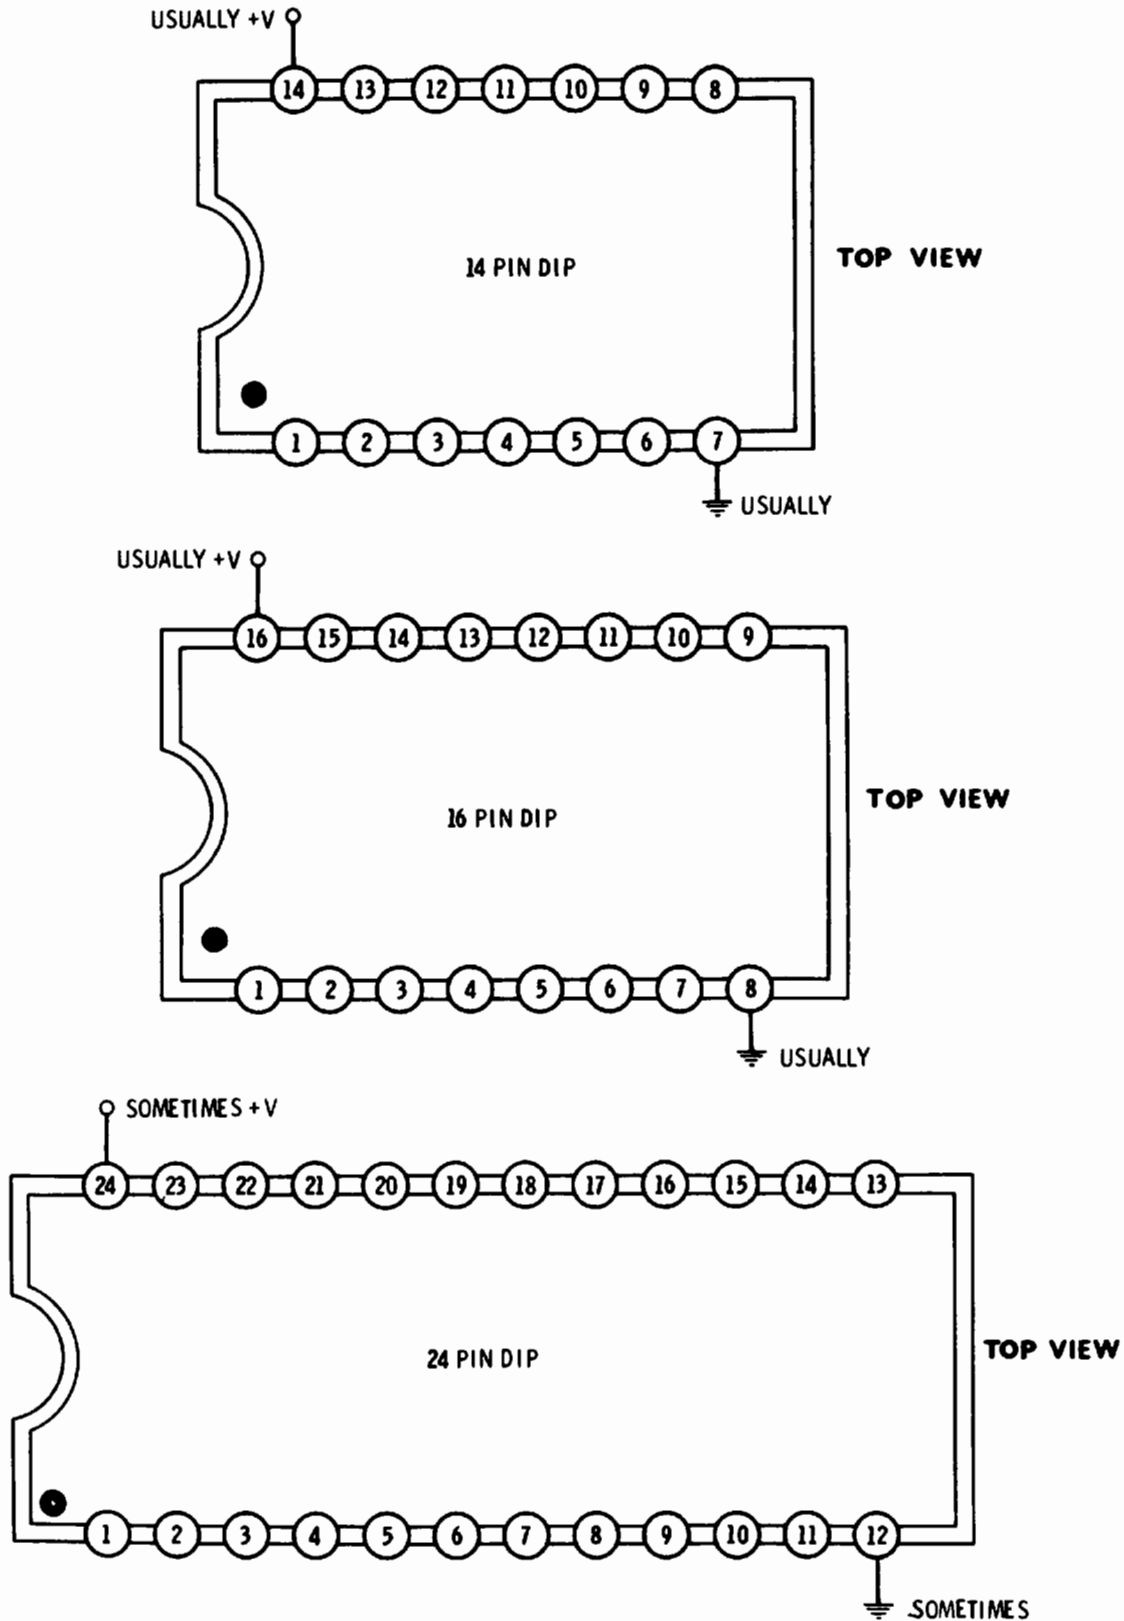 USUALLY +V
14 13 12 11 10 9 8
14 PIN DIP
TOP VIEW
1 2 3 4 5 6 7
USUALLY
USUALLY +V
16 15 14 13 12 11 10 9
16 PIN DIP
TOP VIEW
1 2 3 4 5 6 7 8
USUALLY
SOMETIMES +V
24 23 22 21 20 19 18 17 16 15 14 13
24 PIN DIP
TOP VIEW
1 2 3 4 5 6 7 8 9 10 11 12
SOMETIMES